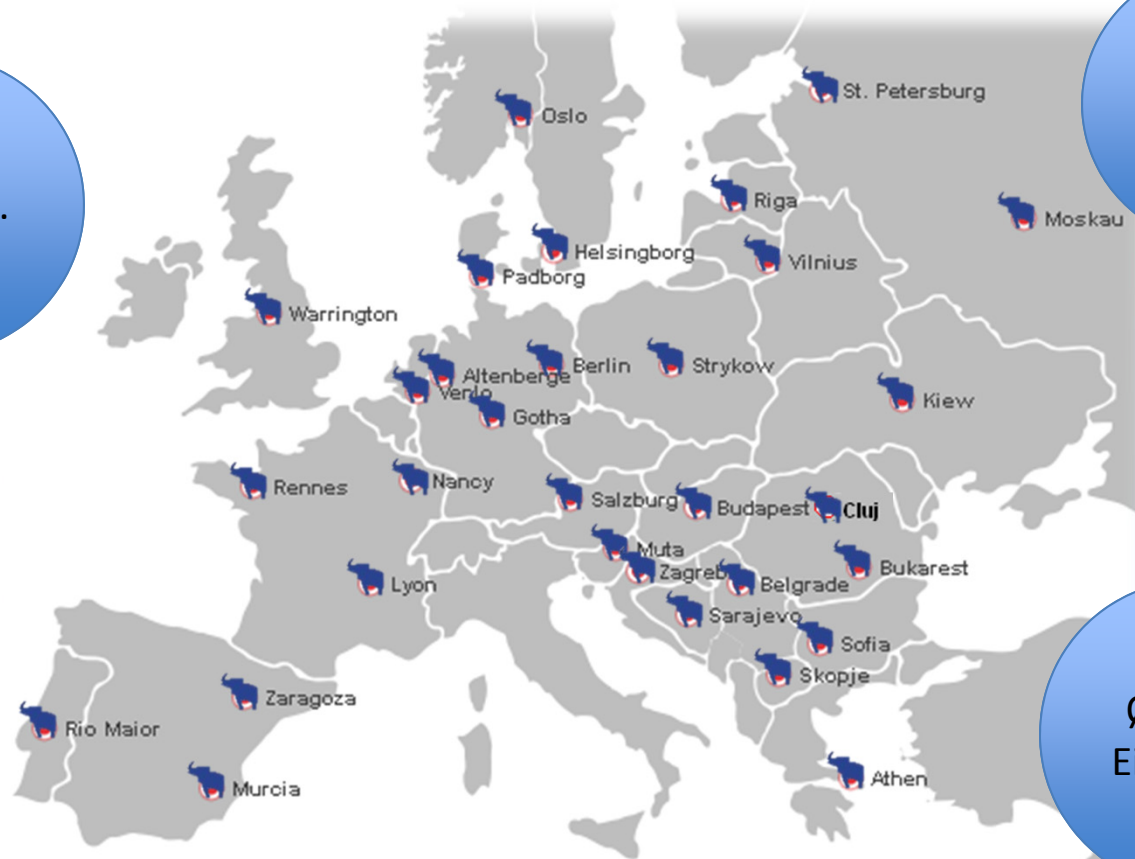 St. Petersburg
Oslo
.
Riga
Moskau
Helsingborg
Vilnius
Padborg
Warrington
Berlin
Strykow
Altenberge
Venlo
Kiew
Gotha
Nancy
Rennes
Salzburg
Budapest
Cluj
Muta
Bukarest
Zagreb
Lyon
Belgrade
Sarajevo
Sofia
Skopje
Zaragoza
Rio Maior
Athen
Murcia